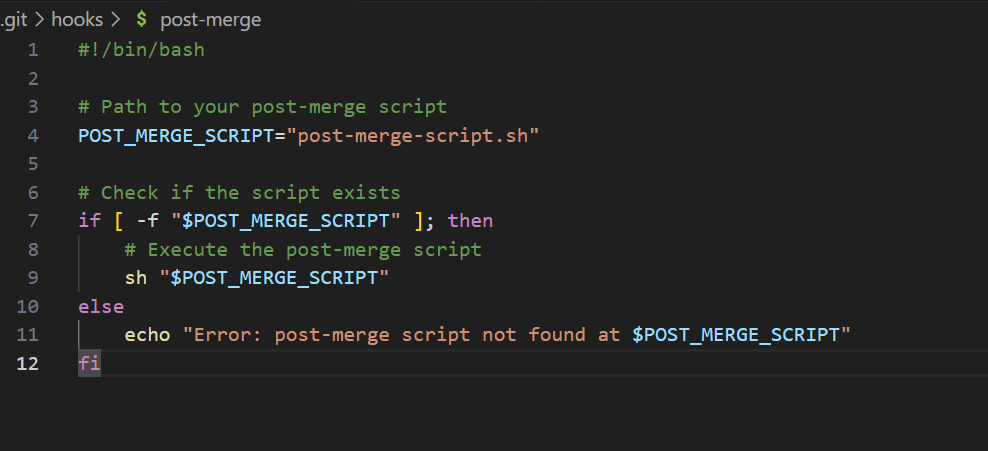 .git > hooks > $ post-merge
1 #!/bin/bash
2
3 # Path to your post-merge script
4 POST_MERGE_SCRIPT="post-merge-script.sh"
5
6 # Check if the script exists
7 if [ -f "$POST_MERGE_SCRIPT" ]; then
8     # Execute the post-merge script
9     sh "$POST_MERGE_SCRIPT"
10 else
11     echo "Error: post-merge script not found at $POST_MERGE_SCRIPT"
12 fi